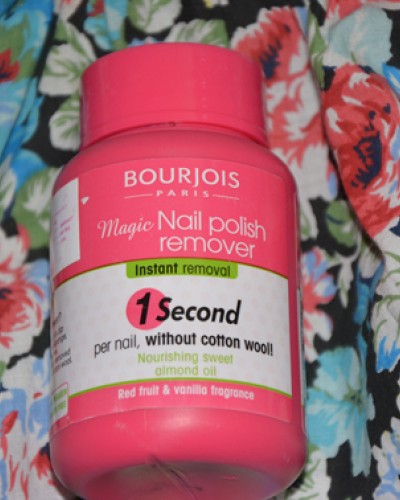 BOURJOIS
PARIS
Magic Nail polish
remover
Instant removal
1 Second
per nail, without cotton wool!
Nourishing sweet
almond oil
Red fruit & vanilla fragrance